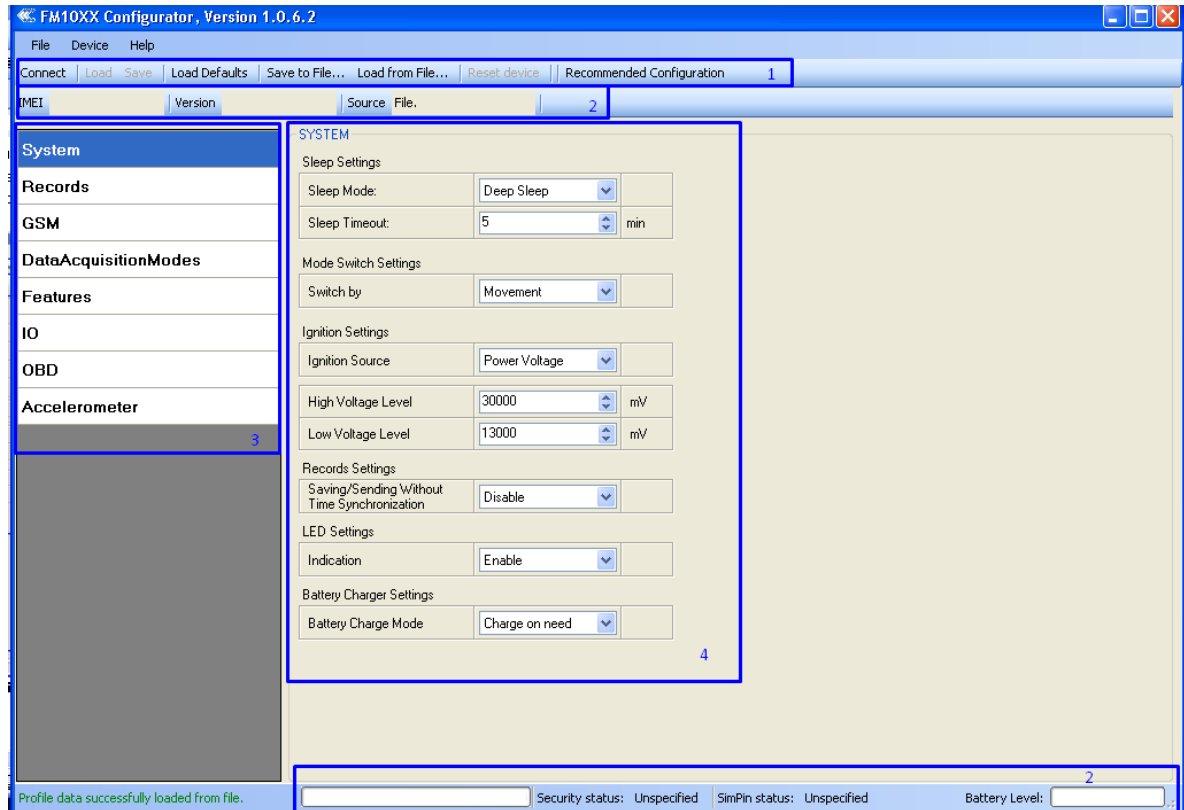 FM10XX Configurator, Version 1.0.6.2
File Device Help
Connect Load Save Load Defaults Save to File... Load from File... Reset device Recommended Configuration 1
IMEI Version Source File. 2
System
Records
GSM
DataAcquisitionModes
Features
IO
OBD
Accelerometer
3
SYSTEM
Sleep Settings
Sleep Mode: Deep Sleep
Sleep Timeout: 5 min
Mode Switch Settings
Switch by Movement
Ignition Settings
Ignition Source Power Voltage
High Voltage Level 30000 mV
Low Voltage Level 13000 mV
Records Settings
Saving/Sending Without
Time Synchronization Disable
LED Settings
Indication Enable
Battery Charger Settings
Battery Charge Mode Charge on need
4
2
Profile data successfully loaded from file. Security status: Unspecified SimPin status: Unspecified Battery Level: